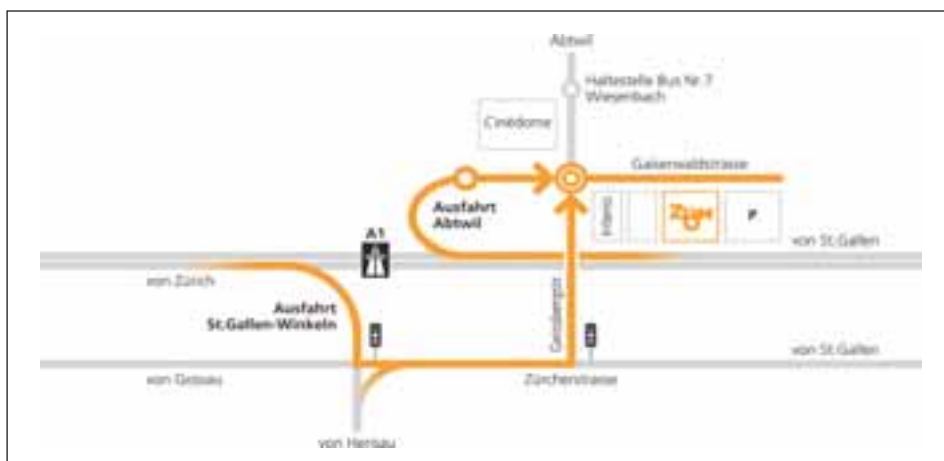 Abtwil
Haltestelle Bus Nr. 7
Wiesenbach
Cinédome
Gaiserwaldstrasse
Ausfahrt
Abtwil
P
A1
von St.Gallen
von Zürich
Ausfahrt
St.Gallen-Winkeln
von St.Gallen
von Gossau
Zürcherstrasse
von Herisau